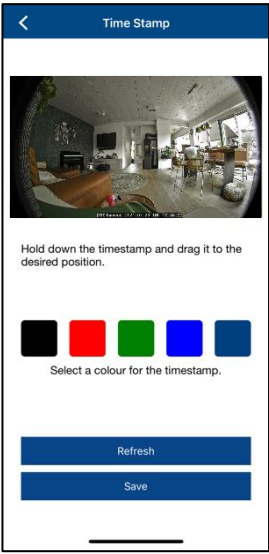 Time Stamp
Hold down the timestamp and drag it to the
desired position.
Select a colour for the timestamp.
Refresh
Save